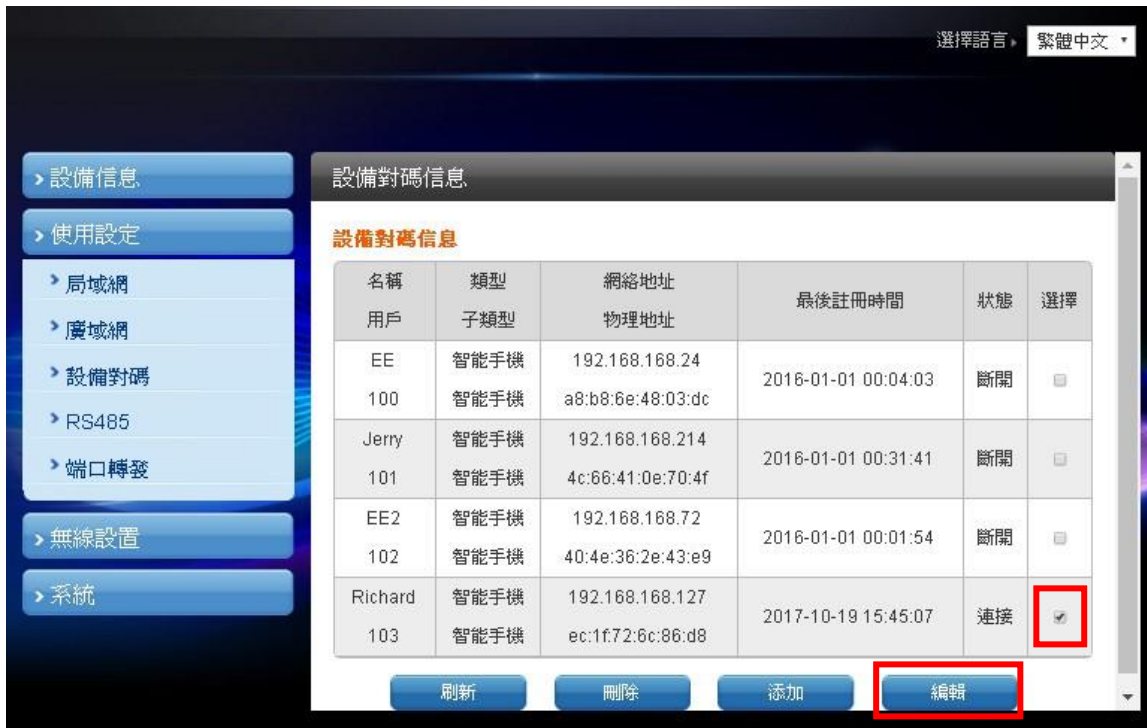 選擇語言 繁體中文
設備信息
使用設定
局域網
廣域網
設備對碼
RS485
端口轉發
無線設置
系統
設備對碼信息
設備對碼信息
名稱 類型 網絡地址 最後註冊時間 狀態 選擇
用戶 子類型 物理地址
EE 智能手機 192.168.168.24 2016-01-01 00:04:03 斷開
100 智能手機 a8:b8:6e:48:03:dc
Jerry 智能手機 192.168.168.214 2016-01-01 00:31:41 斷開
101 智能手機 4c:66:41:0e:70:4f
EE2 智能手機 192.168.168.72 2016-01-01 00:01:54 斷開
102 智能手機 40:4e:36:2e:43:e9
Richard 智能手機 192.168.168.127 2017-10-19 15:45:07 連接
103 智能手機 ec:1f:72:6c:86:d8
刷新 刪除 添加 編輯